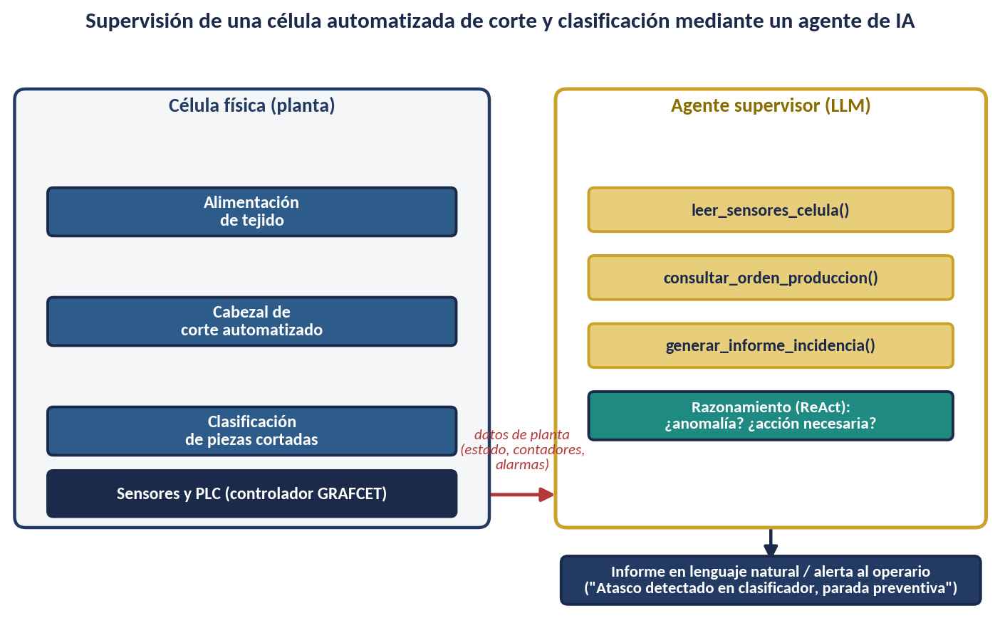 Supervisión de una célula automatizada de corte y clasificación mediante un agente de IA
Célula física (planta)
Alimentación
de tejido
Cabezal de
corte automatizado
Clasificación
de piezas cortadas
Sensores y PLC (controlador GRAFCET)
datos de planta
(estado, contadores,
alarmas)
Agente supervisor (LLM)
leer_sensores_celula()
consultar_orden_produccion()
generar_informe_incidencia()
Razonamiento (ReAct):
¿anomalía? ¿acción necesaria?
Informe en lenguaje natural / alerta al operario
("Atasco detectado en clasificador, parada preventiva")